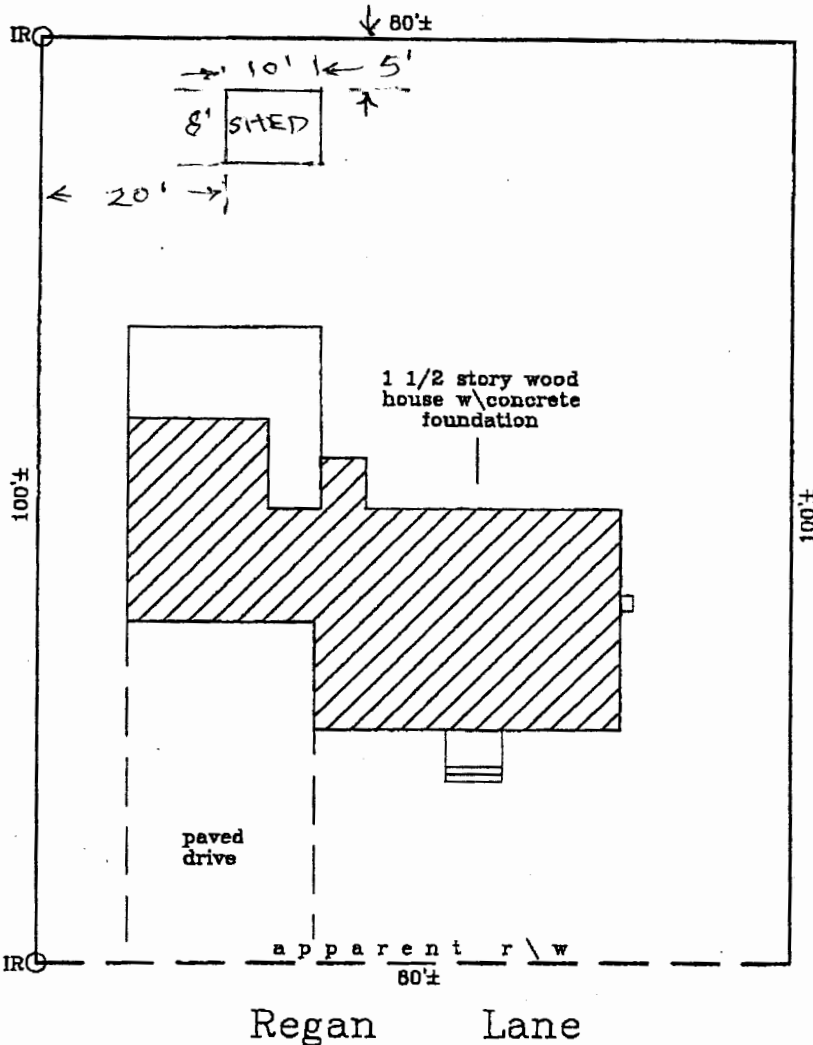 IR
80'±
10'
5'
8'
SHED
20'
1 1/2 story wood
house w\concrete
foundation
100'±
100'±
paved
drive
apparent r\w
IR
80'±
Regan Lane